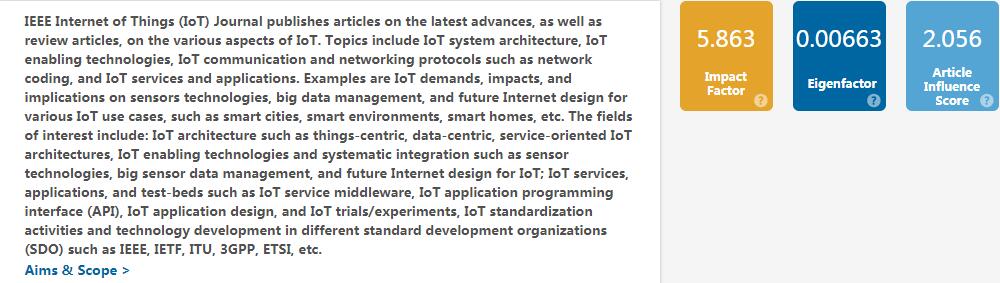 IEEE Internet of Things (IoT) Journal publishes articles on the latest advances, as well as
review articles, on the various aspects of IoT. Topics include IoT system architecture, IoT
enabling technologies, IoT communication and networking protocols such as network
coding, and IoT services and applications. Examples are IoT demands, impacts, and
implications on sensors technologies, big data management, and future Internet design for
various IoT use cases, such as smart cities, smart environments, smart homes, etc. The fields
of interest include: IoT architecture such as things-centric, data-centric, service-oriented IoT
architectures, IoT enabling technologies and systematic integration such as sensor
technologies, big sensor data management, and future Internet design for IoT; IoT services,
applications, and test-beds such as IoT service middleware, IoT application programming
interface (API), IoT application design, and IoT trials/experiments, IoT standardization
activities and technology development in different standard development organizations
(SDO) such as IEEE, IETF, ITU, 3GPP, ETSI, etc.
Aims & Scope >
5.863
Impact
Factor
?
0.00663
Eigenfactor
?
2.056
Article
Influence
Score
?